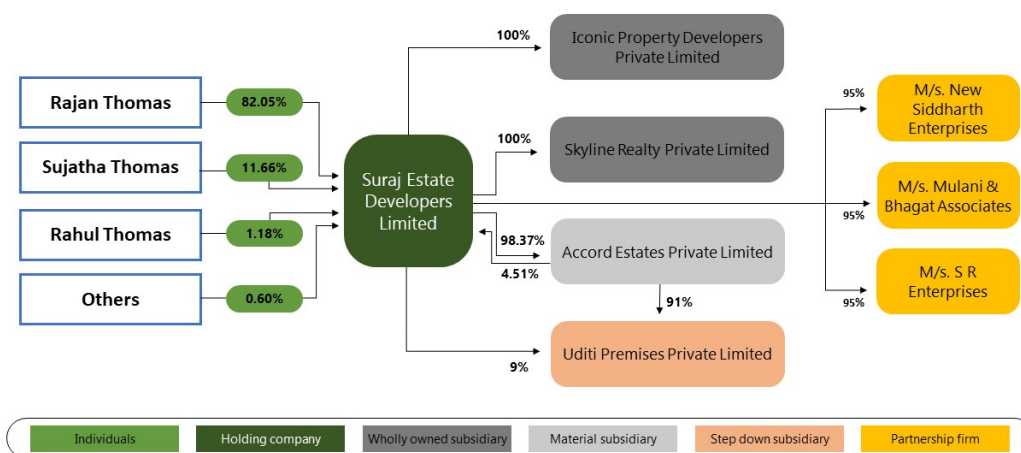 Rajan Thomas
82.05%
Sujatha Thomas
11.66%
Rahul Thomas
1.18%
Others
0.60%
Suraj Estate
Developers
Limited
100%
Iconic Property Developers
Private Limited
100%
Skyline Realty Private Limited
98.37%
4.51%
Accord Estates Private Limited
91%
9%
Uditi Premises Private Limited
95%
M/s. New
Siddharth
Enterprises
95%
M/s. Mulani &
Bhagat Associates
95%
M/s. S R
Enterprises
Individuals
Holding company
Wholly owned subsidiary
Material subsidiary
Step down subsidiary
Partnership firm